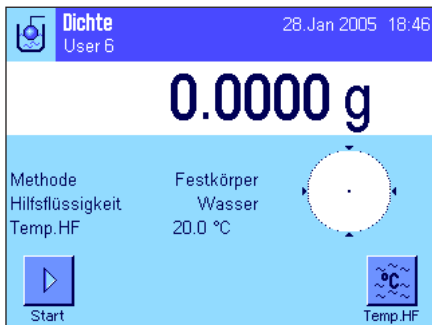 Dichte 28.Jan 2005 18:46
User 6
0.0000 g
Methode Festkörper
Hilfsflüssigkeit Wasser
Temp.HF 20.0 °C
°C
Start Temp.HF